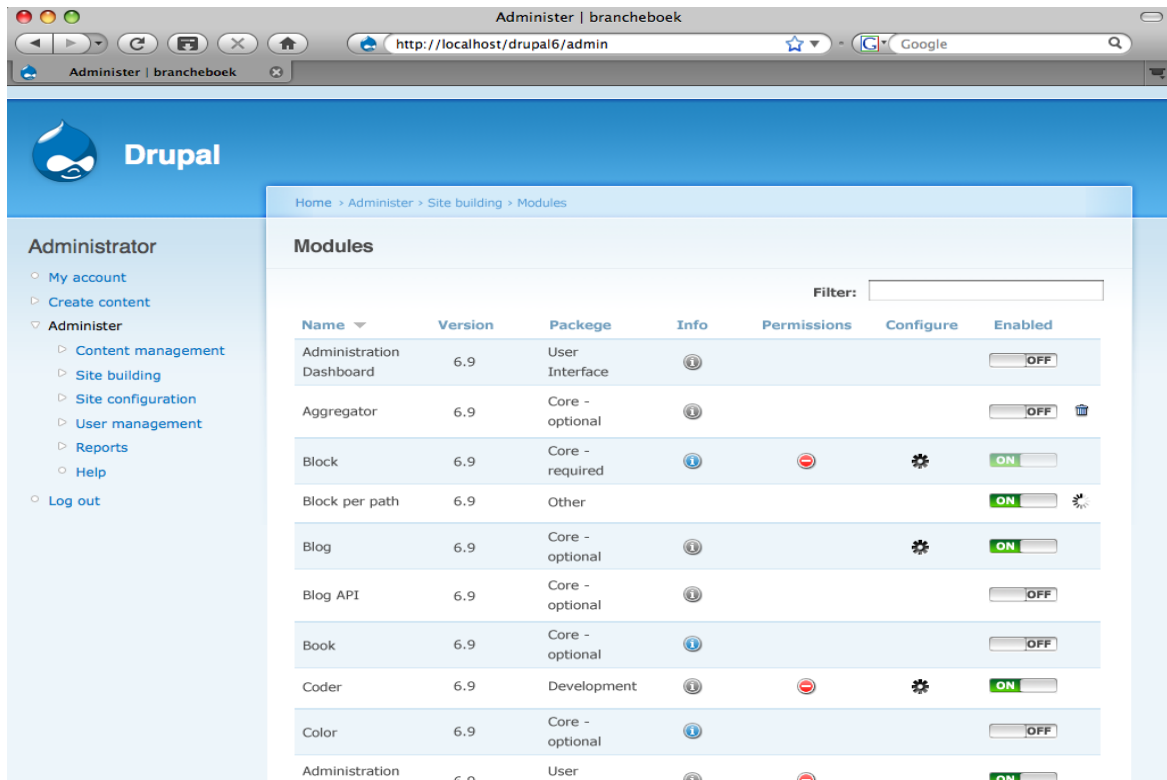 Administer | brancheboek
http://localhost/drupal6/admin
G
Google
Administer | brancheboek
Drupal
Home › Administer › Site building › Modules
Administrator
My account
Create content
Administer
Content management
Site building
Site configuration
User management
Reports
Help
Log out
Modules
Filter:
Name Version Packege Info Permissions Configure Enabled
Administration
Dashboard
6.9
User
Interface
OFF
Aggregator
6.9
Core -
optional
OFF
Block
6.9
Core -
required
ON
Block per path
6.9
Other
ON
Blog
6.9
Core -
optional
ON
Blog API
6.9
Core -
optional
OFF
Book
6.9
Core -
optional
OFF
Coder
6.9
Development
ON
Color
6.9
Core -
optional
OFF
Administration
6.9
User
ON